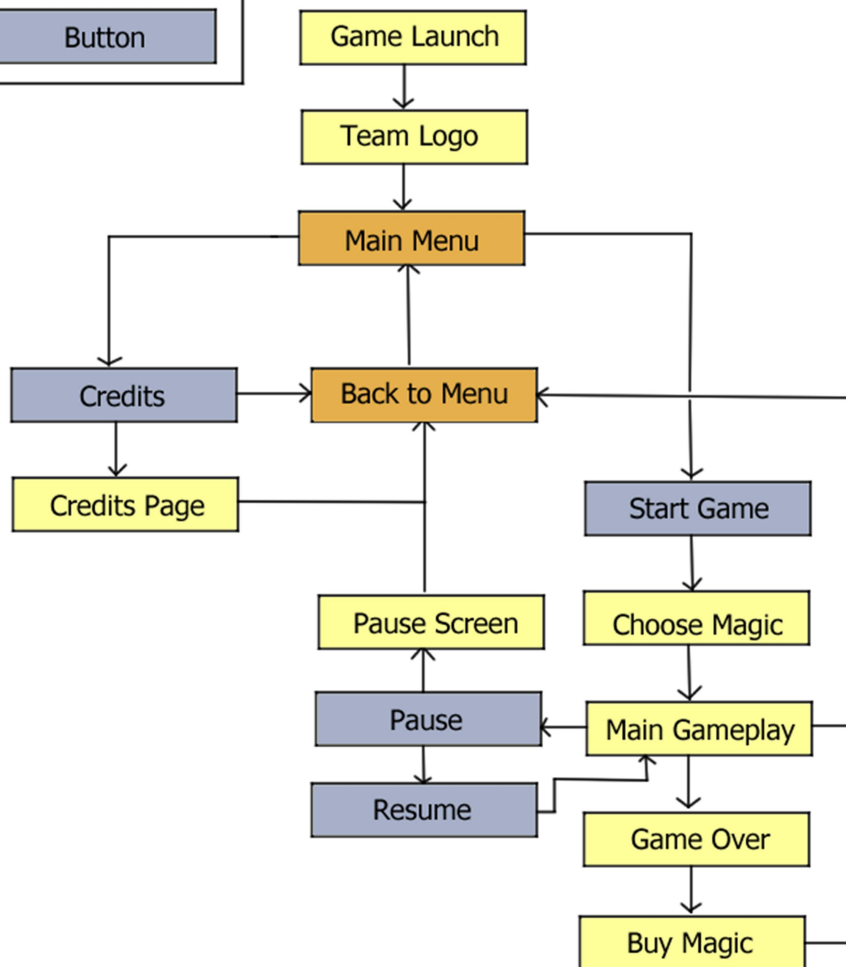 Button
Game Launch
Team Logo
Main Menu
Credits
Back to Menu
Credits Page
Start Game
Pause Screen
Choose Magic
Pause
Main Gameplay
Resume
Game Over
Buy Magic